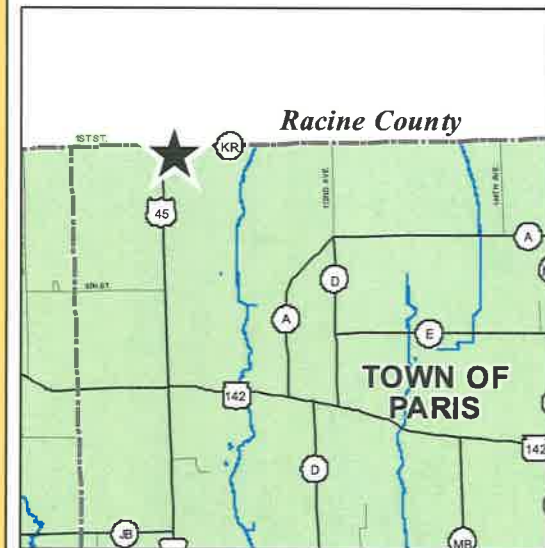 Racine County
1ST ST.
KR
45
A
D
A
E
142
TOWN OF
PARIS
D
142
JB
MB